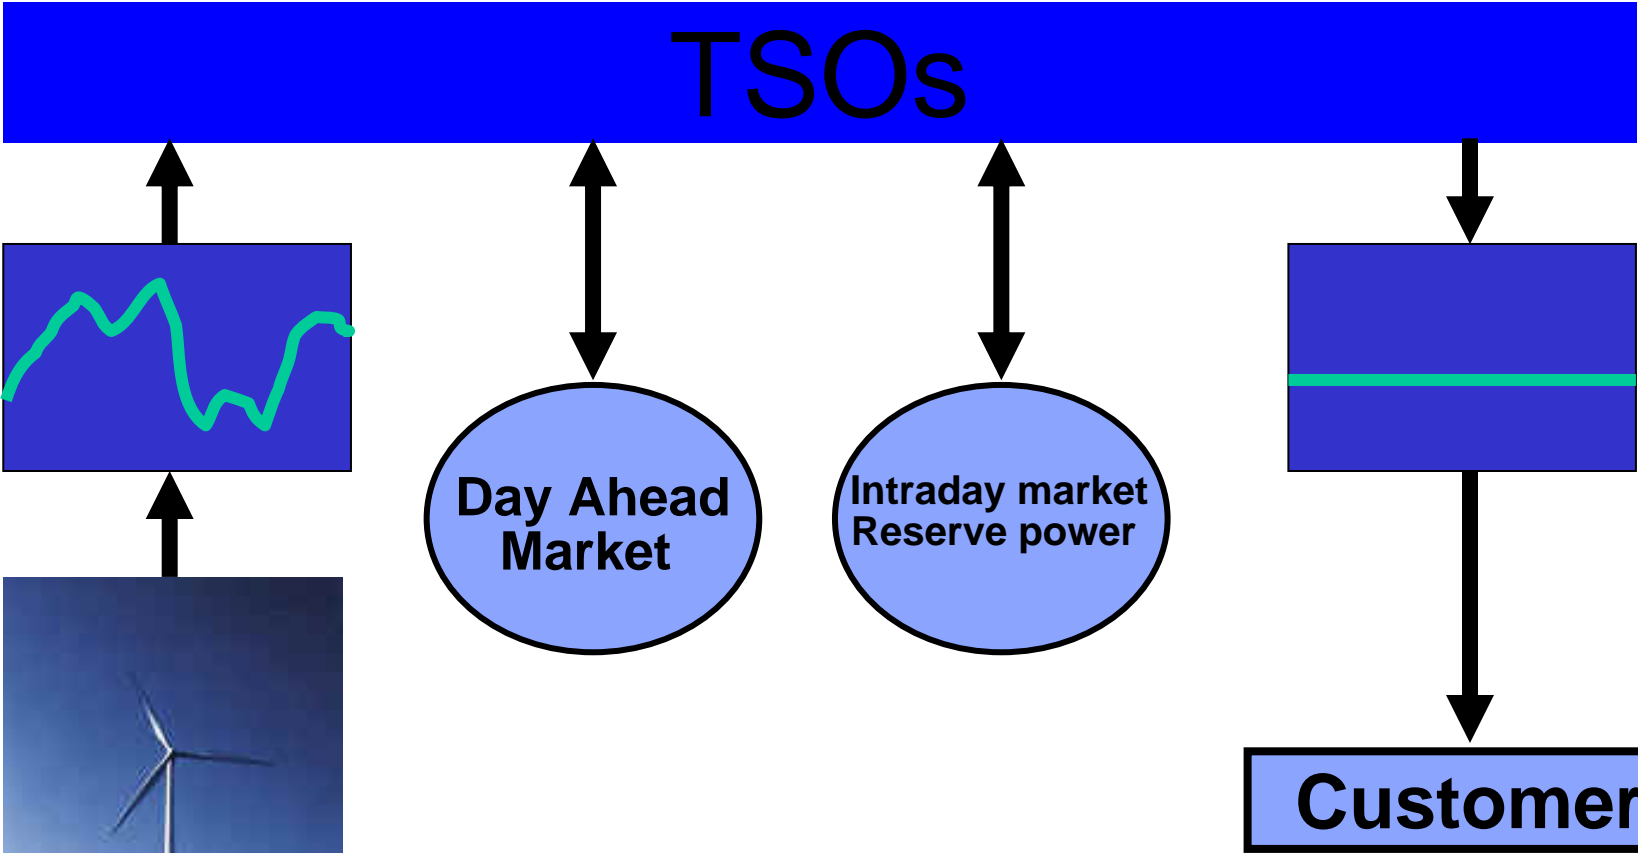 TSOs
Day Ahead
Market
Intraday market
Reserve power
Customer